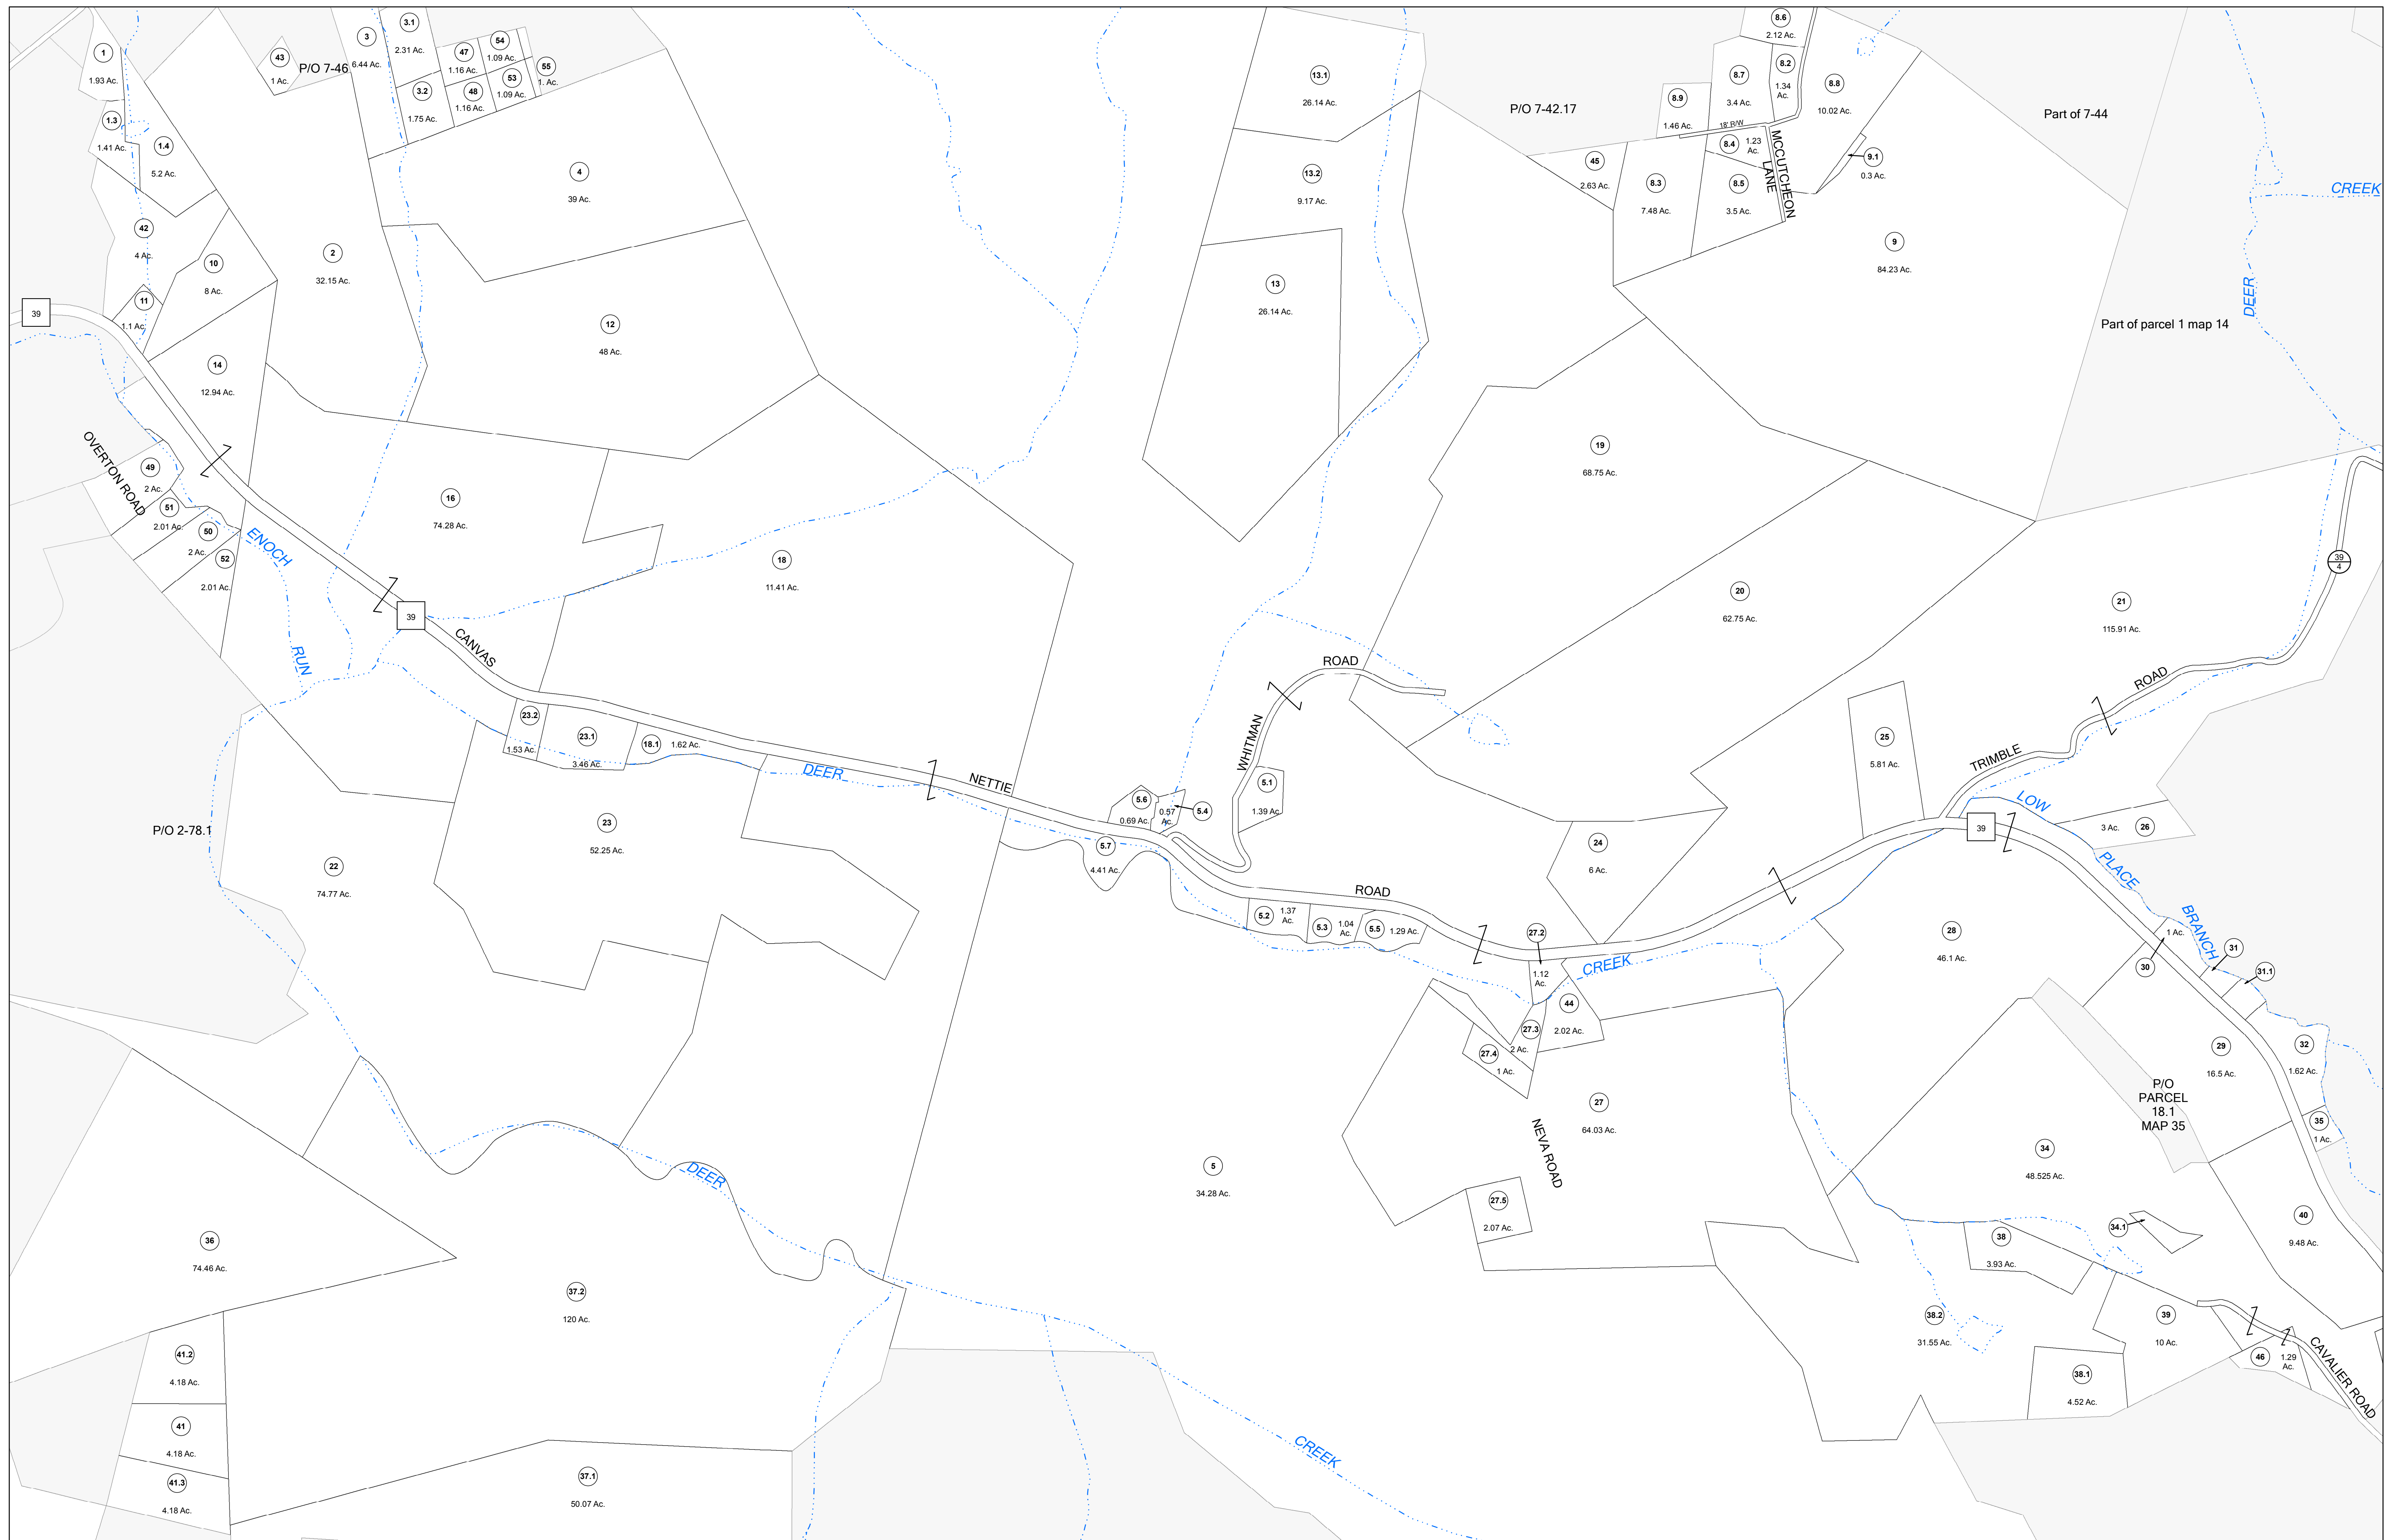 1
1.93 Ac.
1.3
1.41 Ac.
1.4
5.2 Ac.
42
4 Ac.
10
8 Ac.
11
1.1 Ac.
39
14
12.94 Ac.
43
1 Ac.
P/O 7-46
3
6.44 Ac.
3.1
2.31 Ac.
3.2
1.75 Ac.
47
1.16 Ac.
54
1.09 Ac.
48
1.16 Ac.
53
1.09 Ac.
55
1. Ac.
2
32.15 Ac.
4
39 Ac.
12
48 Ac.
13.1
26.14 Ac.
13.2
9.17 Ac.
13
26.14 Ac.
P/O 7-42.17
8.6
2.12 Ac.
8.7
3.4 Ac.
8.2
1.34
Ac.
8.8
10.02 Ac.
8.9
1.46 Ac.
18' R/W
8.4
1.23
Ac.
MCCUTCHEON
LANE
9.1
0.3 Ac.
45
2.63 Ac.
8.3
7.48 Ac.
8.5
3.5 Ac.
9
84.23 Ac.
Part of 7-44
CREEK
DEER
Part of parcel 1 map 14
OVERTON ROAD
49
2 Ac.
51
2.01 Ac.
50
2 Ac.
52
2.01 Ac.
ENOCH
RUN
16
74.28 Ac.
39
CANVAS
18
11.41 Ac.
19
68.75 Ac.
20
62.75 Ac.
21
115.91 Ac.
39
4
ROAD
TRIMBLE
WHITMAN
ROAD
23.2
1.53 Ac.
23.1
3.46 Ac.
18.1
1.62 Ac.
DEER
NETTIE
5.6
0.69 Ac.
0.57
Ac.
5.4
5.1
1.39 Ac.
5.7
4.41 Ac.
25
5.81 Ac.
39
LOW
PLACE
BRANCH
3 Ac.
26
P/O 2-78.1
22
74.77 Ac.
23
52.25 Ac.
24
6 Ac.
ROAD
5.2
1.37
Ac.
5.3
1.04
Ac.
5.5
1.29 Ac.
27.2
1.12
Ac.
CREEK
44
2.02 Ac.
27.3
2 Ac.
27.4
1 Ac.
28
46.1 Ac.
1 Ac.
30
31
31.1
29
16.5 Ac.
32
1.62 Ac.
35
1 Ac.
P/O
PARCEL
18.1
MAP 35
27
64.03 Ac.
NEVA ROAD
27.5
2.07 Ac.
5
34.28 Ac.
34
48.525 Ac.
34.1
40
9.48 Ac.
DEER
36
74.46 Ac.
37.2
120 Ac.
38
3.93 Ac.
38.2
31.55 Ac.
39
10 Ac.
38.1
4.52 Ac.
46
1.29
Ac.
CAVALIER ROAD
41.2
4.18 Ac.
41
4.18 Ac.
41.3
4.18 Ac.
37.1
50.07 Ac.
CREEK